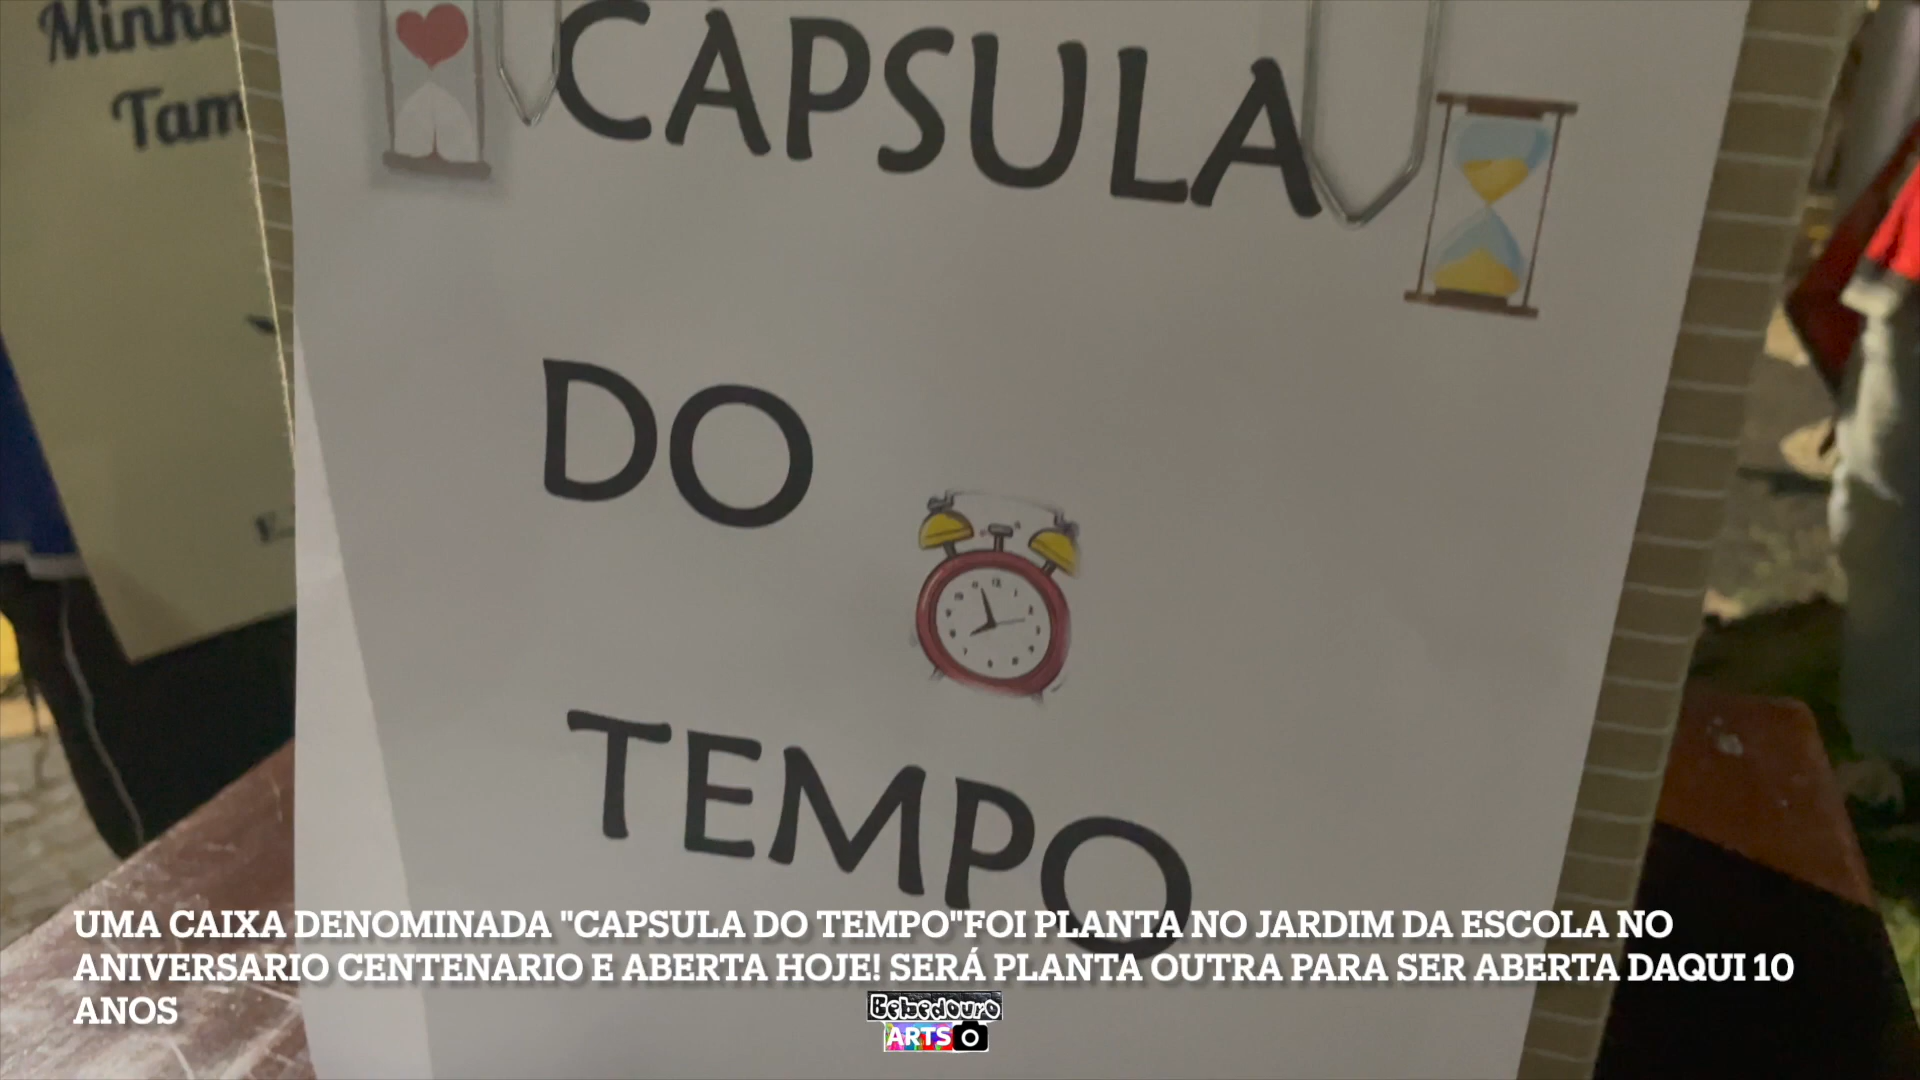 Minha
Tam
CAPSULA
DO
TEMPO
UMA CAIXA DENOMINADA "CAPSULA DO TEMPO"FOI PLANTA NO JARDIM DA ESCOLA NO
ANIVERSARIO CENTENARIO E ABERTA HOJE! SERÁ PLANTA OUTRA PARA SER ABERTA DAQUI 10
ANOS
Bebedouro
ARTS